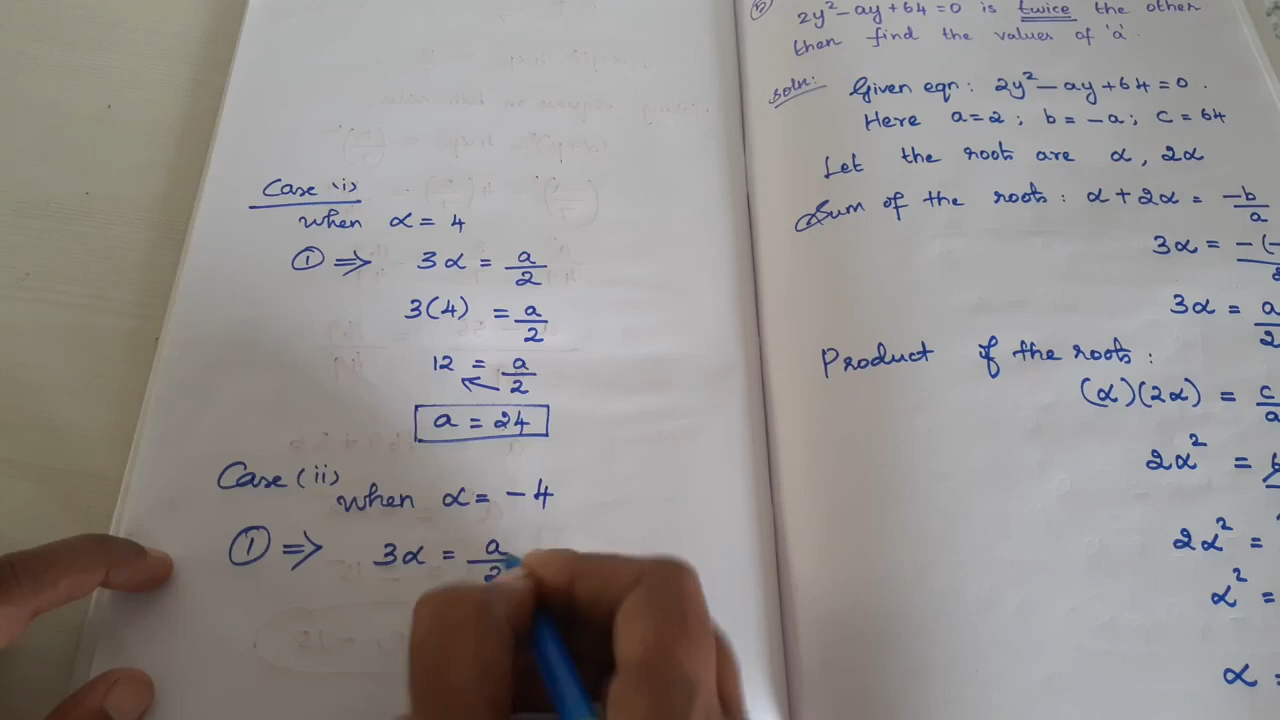 Case (i)
when α = 4
① ⇒ 3α = a/2
3(4) = a/2
12 = a/2
a = 24
Case (ii)
when α = -4
① ⇒ 3α = a/2
2y² - ay + 64 = 0 is twice the other
then find the values of 'a'.
Soln: Given eqn: 2y² - ay + 64 = 0.
Here a = 2; b = -a; c = 64
Let the roots are α, 2α
Sum of the roots: α + 2α = -b/a
3α = -(-
3α = a/2
Product of the roots:
(α)(2α) = c/a
2α² =
2α² =
α² =
α =